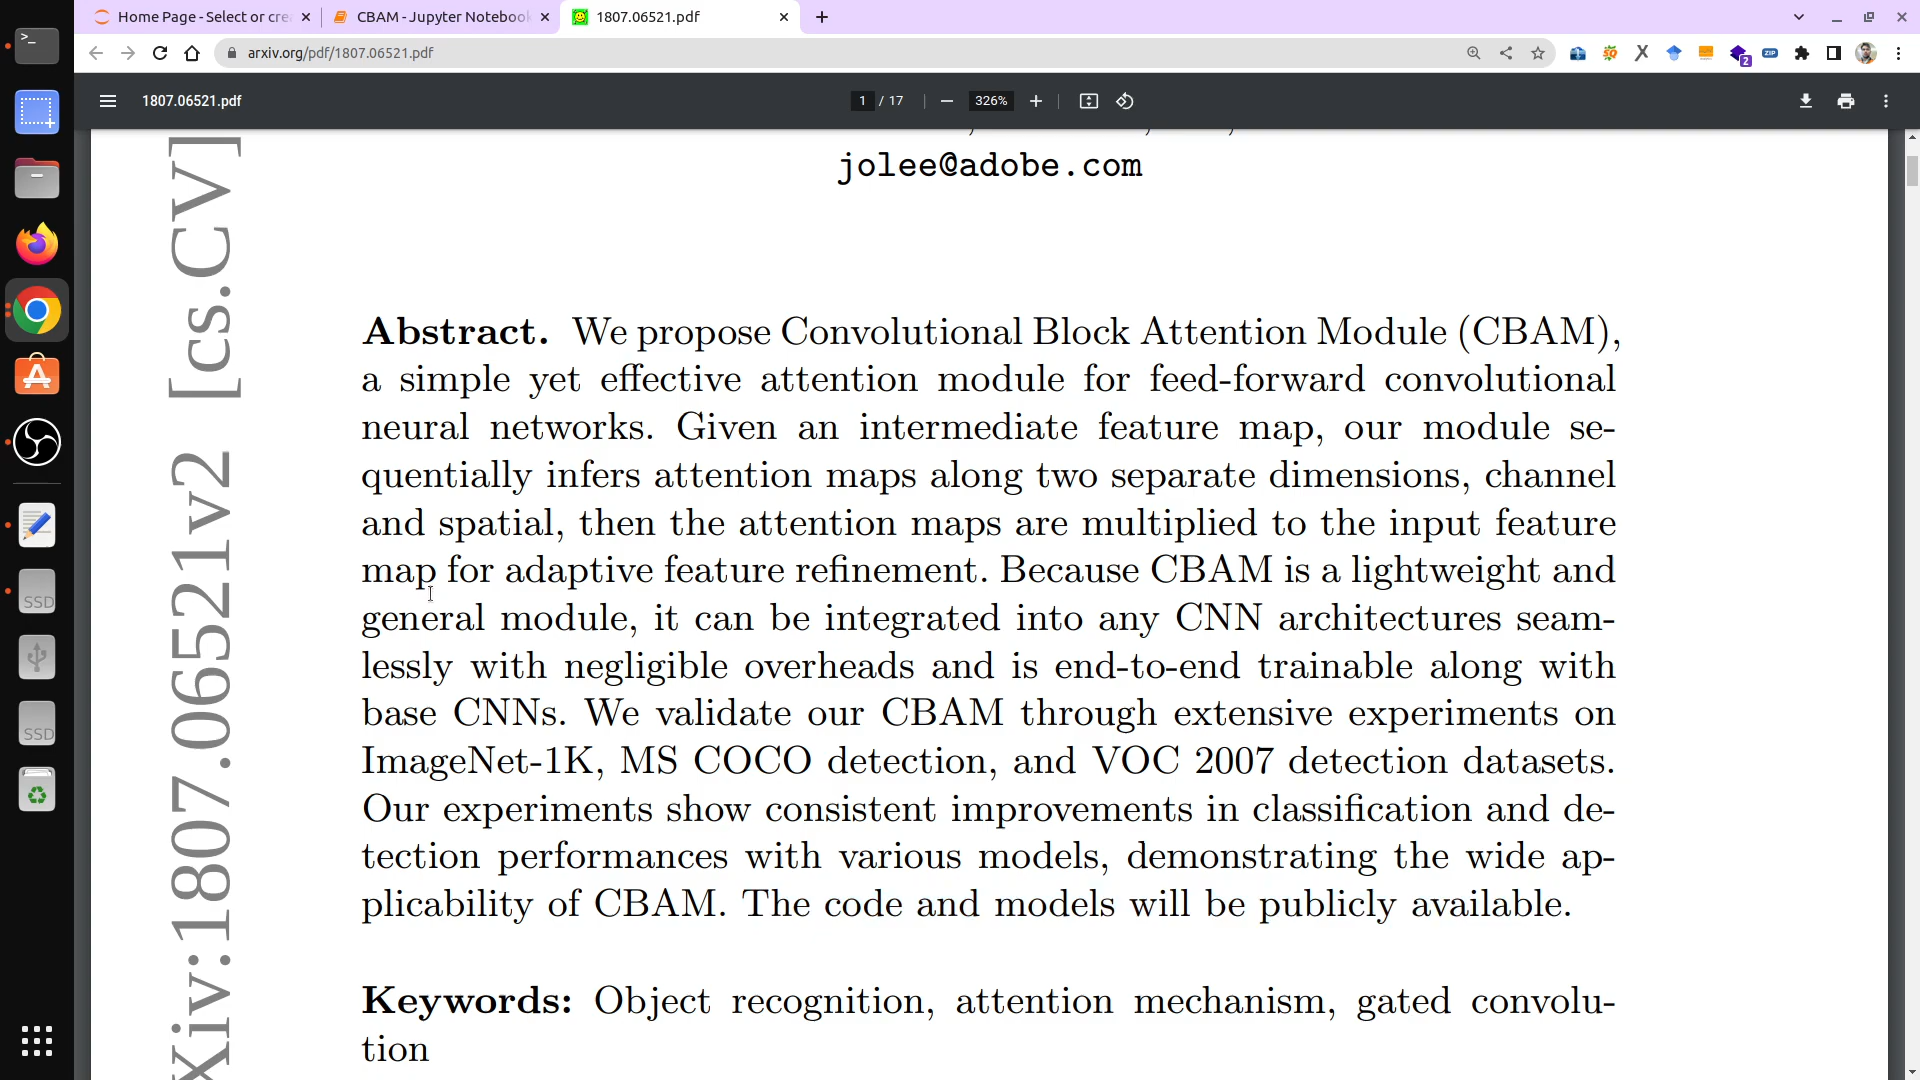 Home Page - Select or cre
CBAM - Jupyter Notebook
1807.06521.pdf
arxiv.org/pdf/1807.06521.pdf
2
ZIP
1807.06521.pdf
1 / 17
326%
jolee@adobe.com
Xiv:1807.06521v2 [cs.CV]
Abstract. We propose Convolutional Block Attention Module (CBAM),
a simple yet effective attention module for feed-forward convolutional
neural networks. Given an intermediate feature map, our module se-
quentially infers attention maps along two separate dimensions, channel
and spatial, then the attention maps are multiplied to the input feature
map for adaptive feature refinement. Because CBAM is a lightweight and
general module, it can be integrated into any CNN architectures seam-
lessly with negligible overheads and is end-to-end trainable along with
base CNNs. We validate our CBAM through extensive experiments on
ImageNet-1K, MS COCO detection, and VOC 2007 detection datasets.
Our experiments show consistent improvements in classification and de-
tection performances with various models, demonstrating the wide ap-
plicability of CBAM. The code and models will be publicly available.
Keywords: Object recognition, attention mechanism, gated convolu-
tion
SSD
SSD